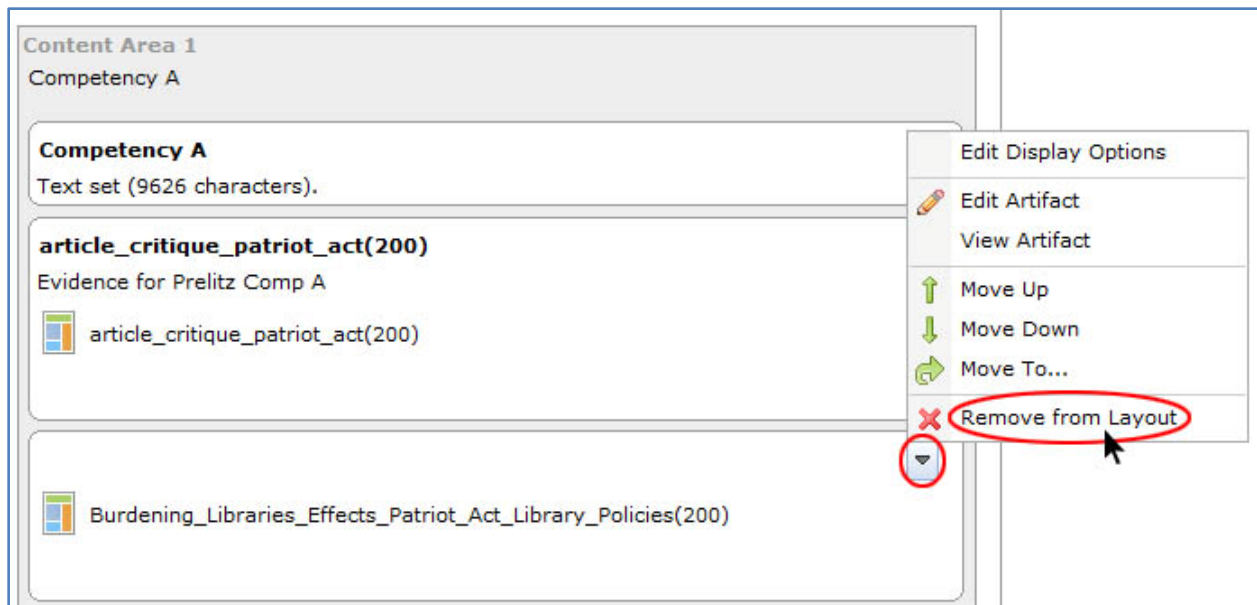 Content Area 1
Competency A
Competency A
Text set (9626 characters).
article_critique_patriot_act(200)
Evidence for Prelitz Comp A
article_critique_patriot_act(200)
Burdening_Libraries_Effects_Patriot_Act_Library_Policies(200)
Edit Display Options
Edit Artifact
View Artifact
Move Up
Move Down
Move To...
Remove from Layout